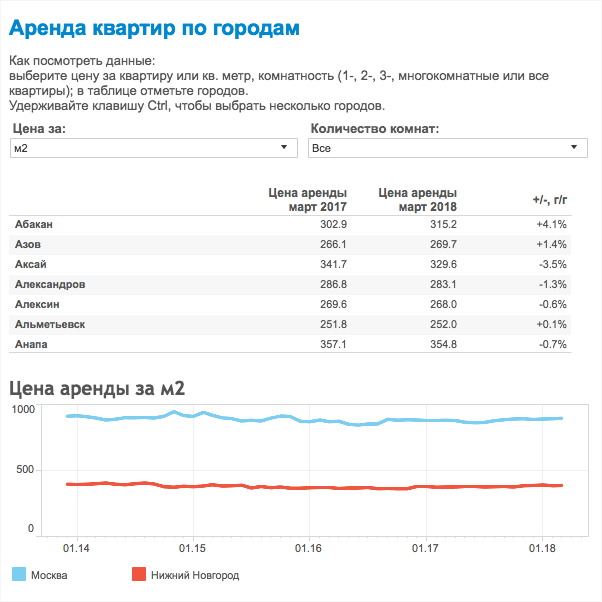 Аренда квартир по городам
Как посмотреть данные:
выберите цену за квартиру или кв. метр, комнатность (1-, 2-, 3-, многокомнатные или все
квартиры); в таблице отметьте городов.
Удерживайте клавишу Ctrl, чтобы выбрать несколько городов.
Цена за: Количество комнат:
м2 Все
Цена аренды Цена аренды
март 2017 март 2018 +/-, г/г
Абакан 302.9 315.2 +4.1%
Азов 266.1 269.7 +1.4%
Аксай 341.7 329.6 -3.5%
Александров 286.8 283.1 -1.3%
Алексин 269.6 268.0 -0.6%
Альметьевск 251.8 252.0 +0.1%
Анапа 357.1 354.8 -0.7%
Цена аренды за м2
1000
500
0
01.14 01.15 01.16 01.17 01.18
Москва Нижний Новгород